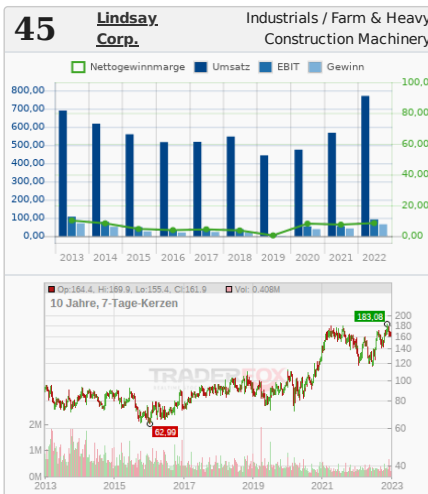 45
Lindsay
Corp.
Industrials / Farm & Heavy
Construction Machinery
Nettogewinnmarge Umsatz EBIT Gewinn
800,00 100,0
700,00 80,00
600,00
500,00 60,00
400,00
300,00 40,00
200,00 20,00
100,00
0,00 0,00
2013 2014 2015 2016 2017 2018 2019 2020 2021 2022
Op:164.4, Hi:169.9, Lo:155.4, Cl:161.9 Vol: 0.408M
10 Jahre, 7-Tage-Kerzen
183,08
200
180
160
140
120
TRADERFOX
100
80
62,99
2M 60
1M
40
0M
2013 2015 2017 2019 2021 2023